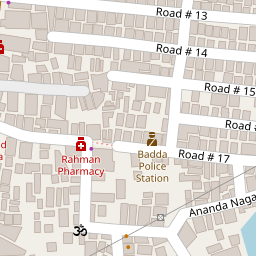 Road # 13
Road # 14
Road # 15
Rahman
Pharmacy
Badda
Police
Station
Road # 17
Ananda Naga
ॐ